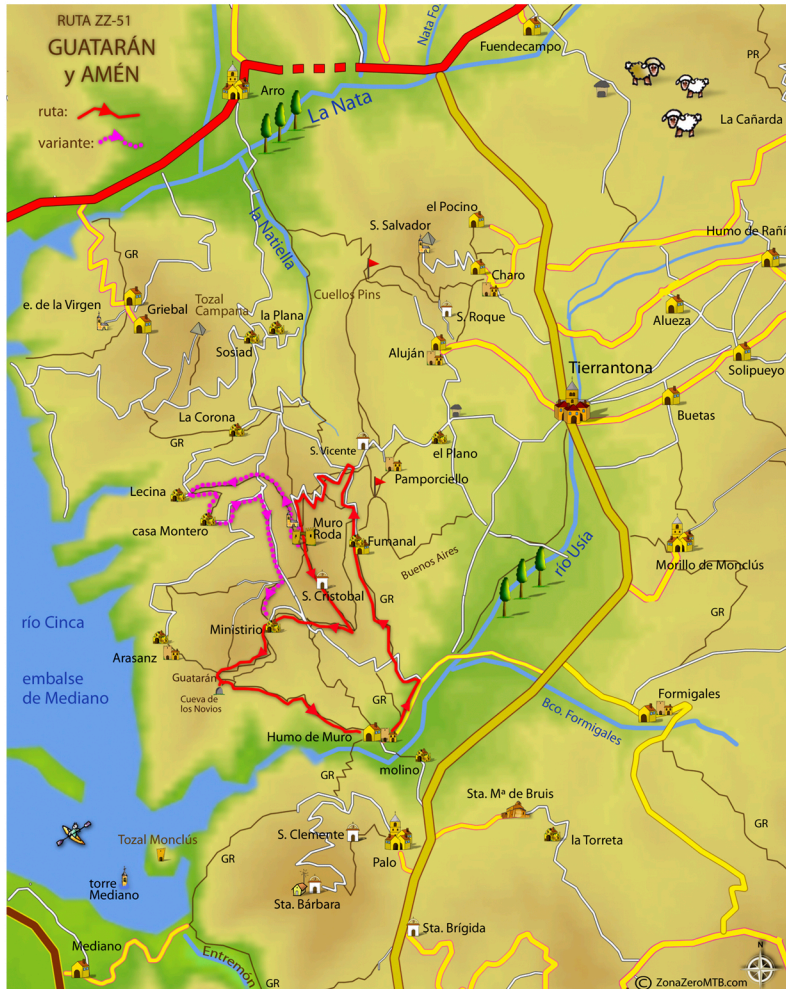 RUTA ZZ-51
GUATARÁN
y AMÉN
ruta:
variante:
Arro
La Nata
Nata Fo
Fuendecampo
PR
La Cañarda
la Natiella
el Pocino
S. Salvador
Charo
S. Roque
Cuellos Pins
Humo de Rañí
GR
e. de la Virgen
Griebal
Tozal
Campaña
la Plana
Sosiad
Aluján
Alueza
Tierrantona
Solipueyo
Buetas
La Corona
GR
S. Vicente
el Plano
Pamporciello
Lecina
casa Montero
Muro
Roda
Fumanal
Buenos Aires
río Usía
Morillo de Monclús
GR
S. Cristobal
GR
río Cinca
Ministirio
Arasanz
Guatarán
Cueva de
los Novios
embalse
de Mediano
GR
Humo de Muro
molino
Formigales
Bco. Formigales
GR
Sta. Mª de Bruis
la Torreta
GR
Tozal Monclús
GR
S. Clemente
Palo
torre
Mediano
Sta. Bárbara
Sta. Brígida
Mediano
Entremón
GR
N
© ZonaZeroMTB.com